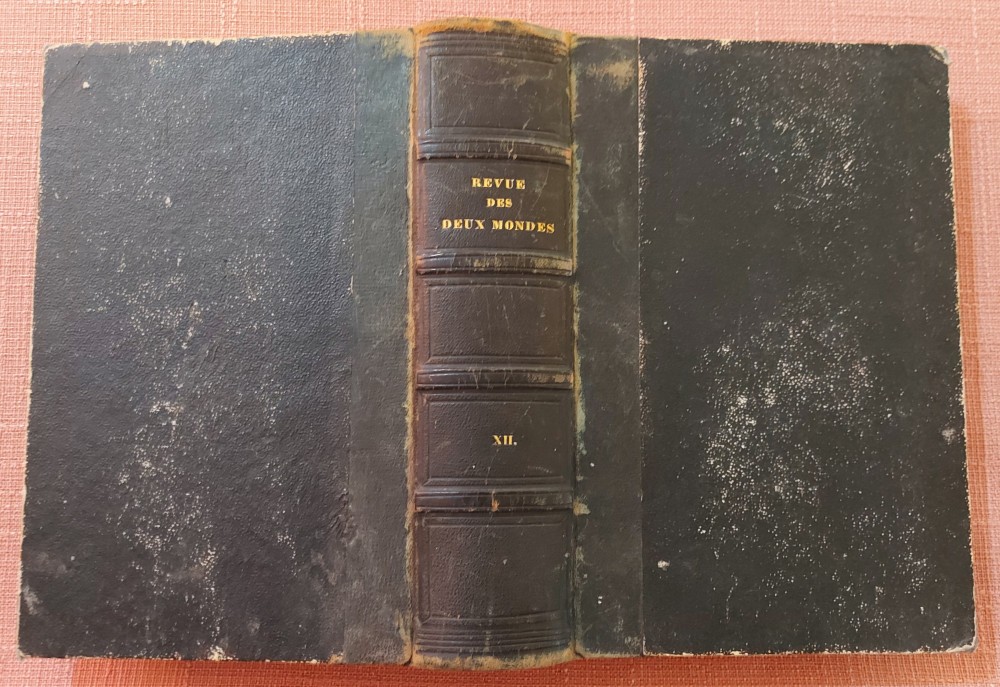 REVUE
DES
DEUX MONDES
XII.